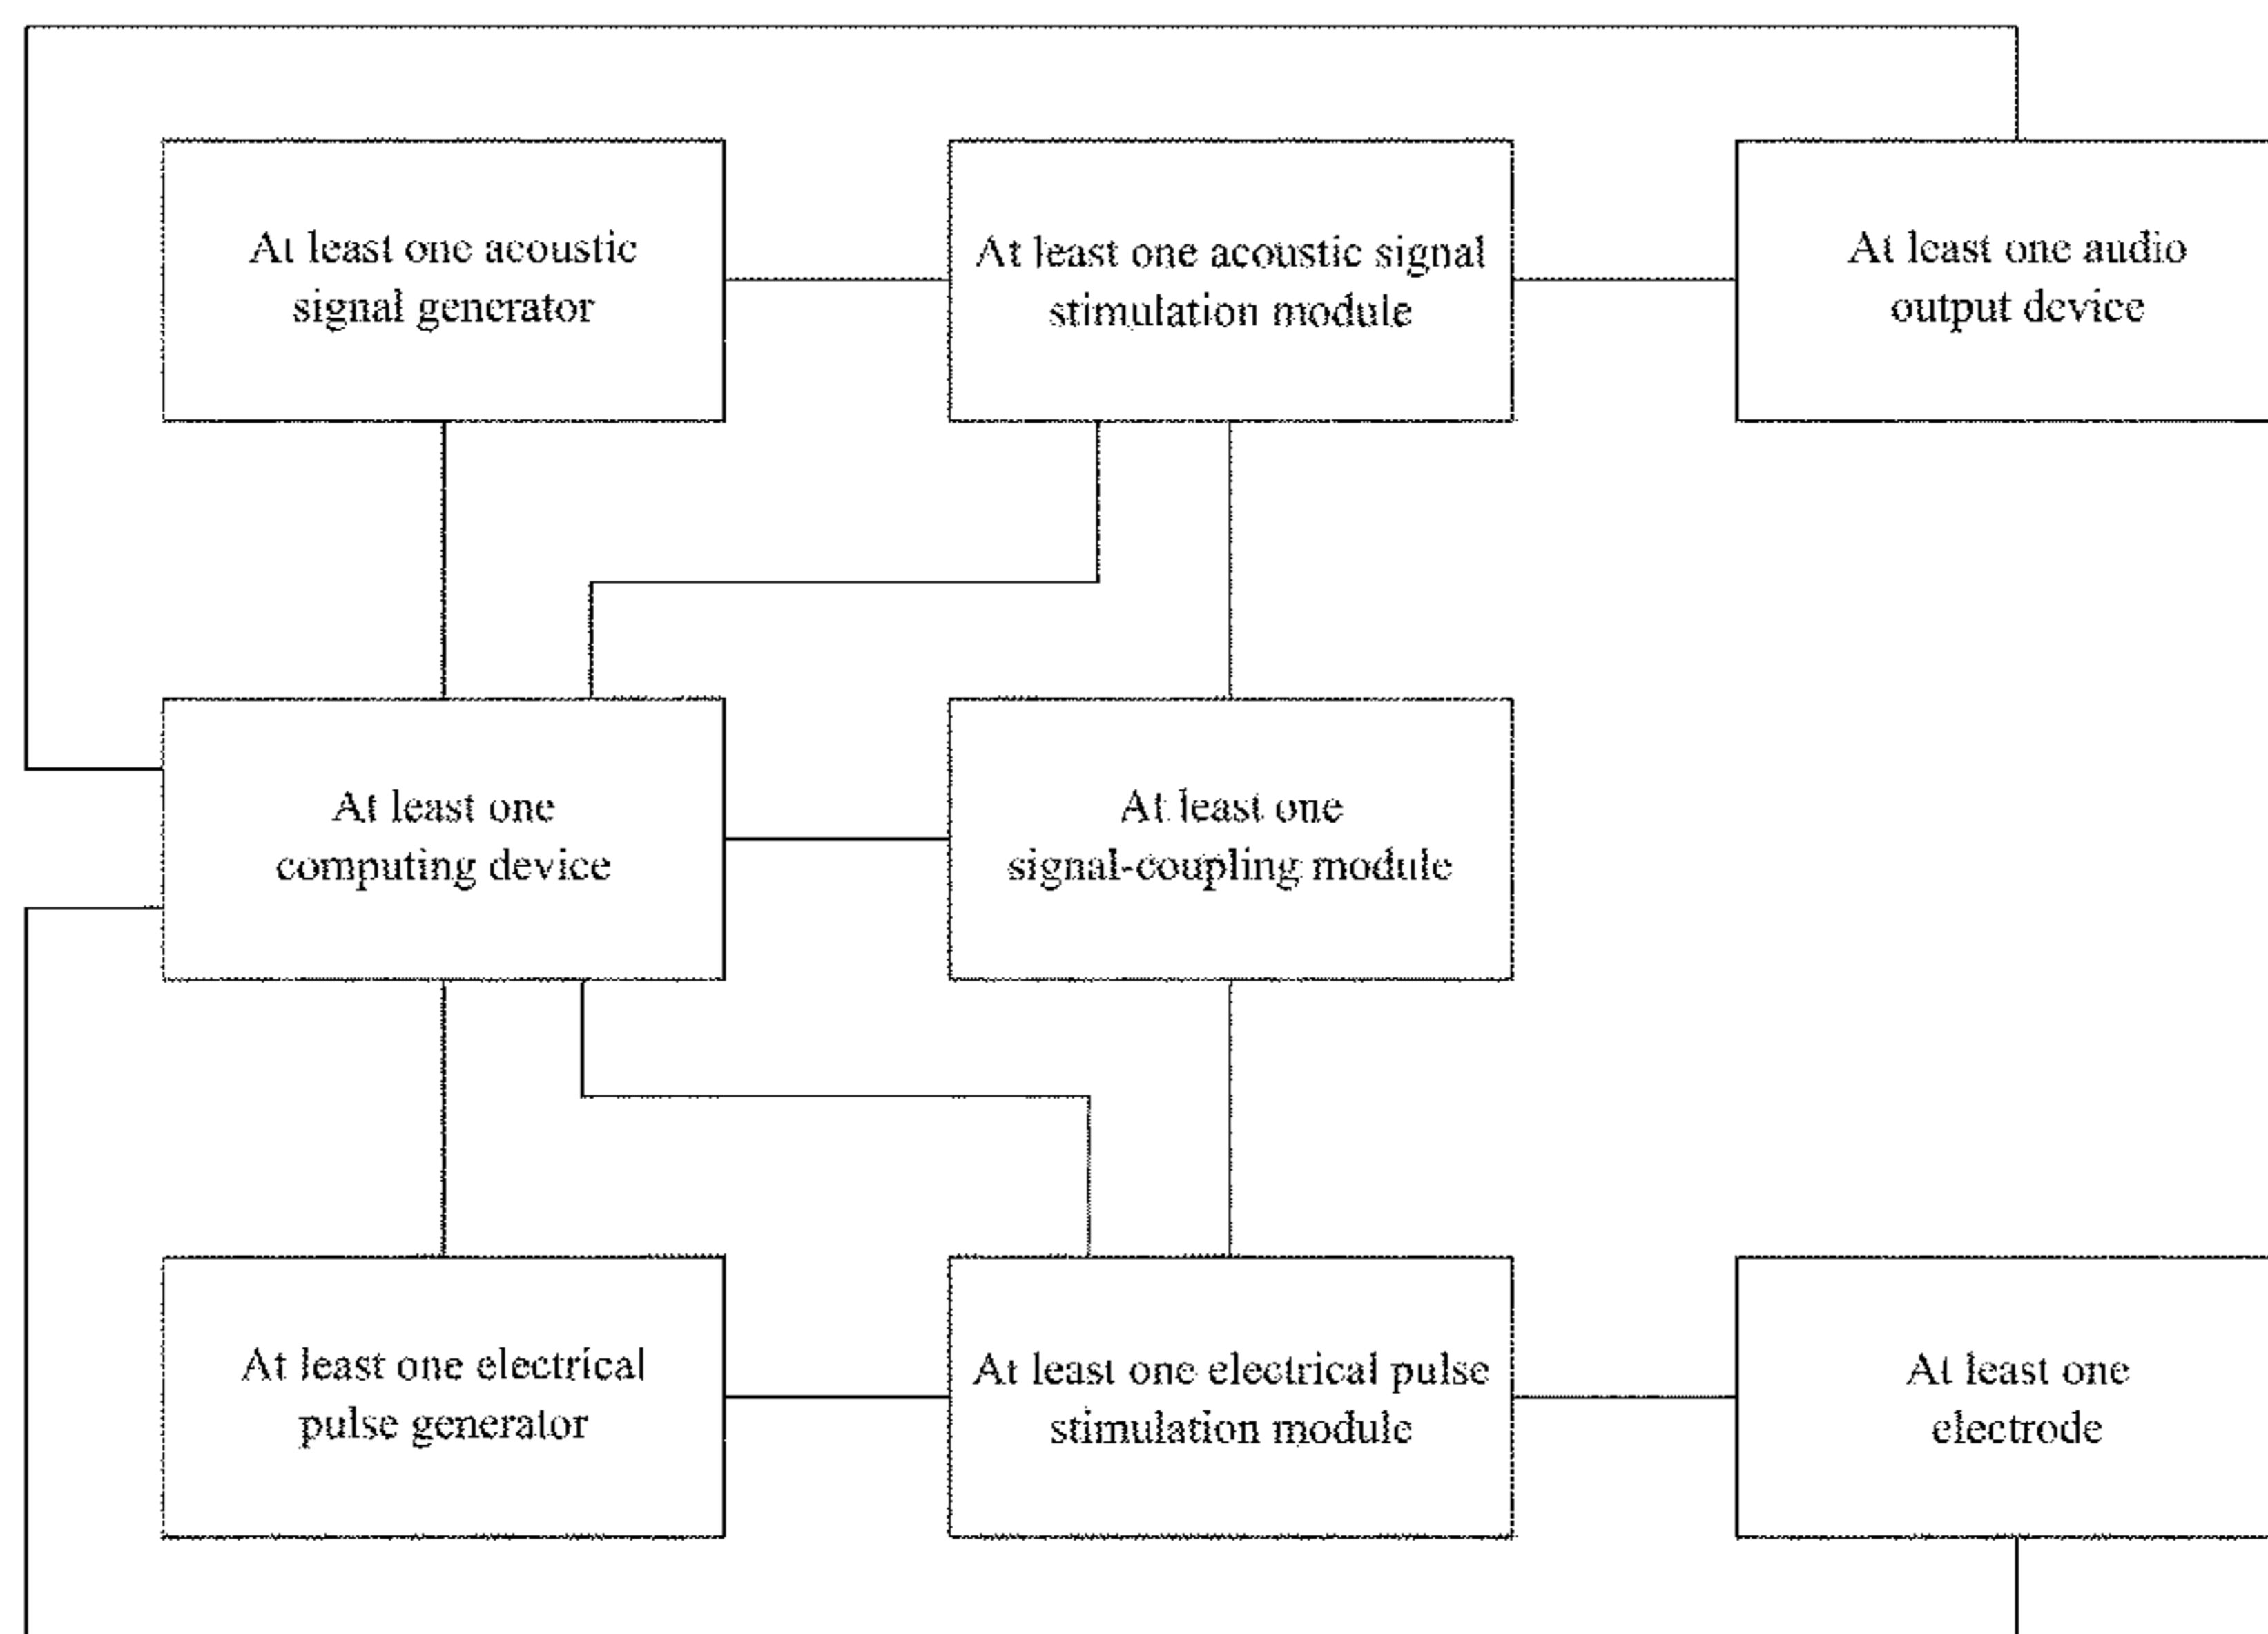 At least one acoustic
signal generator
At least one acoustic signal
stimulation module
At least one audio
output device
At least one
computing device
At least one
signal-coupling module
At least one electrical
pulse generator
At least one electrical pulse
stimulation module
At least one
electrode